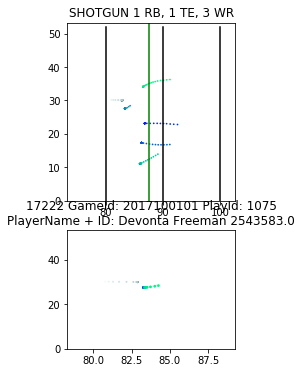 SHOTGUN 1 RB, 1 TE, 3 WR
50
40
30
20
10
0
80 90 100
17222 GameId: 2017100101 PlayId: 1075
PlayerName + ID: Devonta Freeman 2543583.0
40
20
0
80.0 82.5 85.0 87.5